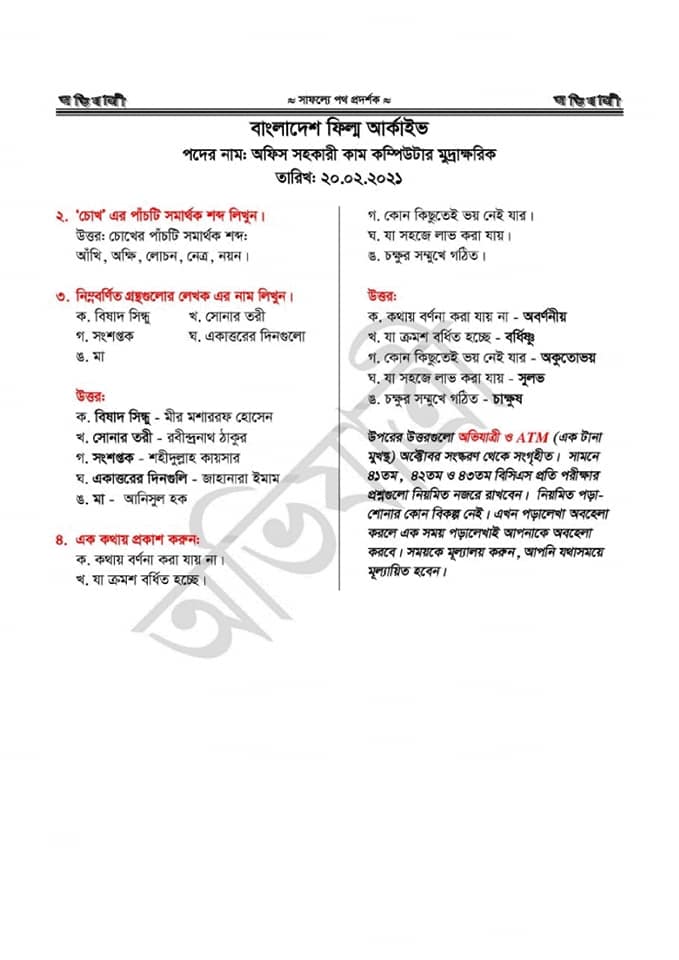 অভিযাত্রী
≈ সাফল্যে পথ প্রদর্শক ≈
অভিযাত্রী
বাংলাদেশ ফিল্ম আর্কাইভ
পদের নাম: অফিস সহকারী কাম কম্পিউটার মুদ্রাক্ষরিক
তারিখ: ২০.০২.২০২১
২. ‘চোখ’ এর পাঁচটি সমার্থক শব্দ লিখুন।
উত্তর: চোখের পাঁচটি সমার্থক শব্দ:
আঁখি, অক্ষি, লোচন, নেত্র, নয়ন।
৩. নিম্নবর্ণিত গ্রন্থগুলোর লেখক এর নাম লিখুন।
ক. বিষাদ সিন্ধু খ. সোনার তরী
গ. সংশপ্তক ঘ. একাত্তরের দিনগুলো
ঙ. মা
উত্তর:
ক. বিষাদ সিন্ধু - মীর মশাররফ হোসেন
খ. সোনার তরী - রবীন্দ্রনাথ ঠাকুর
গ. সংশপ্তক - শহীদুল্লাহ কায়সার
ঘ. একাত্তরের দিনগুলি - জাহানারা ইমাম
ঙ. মা - আনিসুল হক
৪. এক কথায় প্রকাশ করুন:
ক. কথায় বর্ণনা করা যায় না।
খ. যা ক্রমশ বর্ধিত হচ্ছে।
গ. কোন কিছুতেই ভয় নেই যার।
ঘ. যা সহজে লাভ করা যায়।
ঙ. চক্ষুর সম্মুখে গঠিত।
উত্তর:
ক. কথায় বর্ণনা করা যায় না - অবর্ণনীয়
খ. যা ক্রমশ বর্ধিত হচ্ছে - বর্ধিষ্ণু
গ. কোন কিছুতেই ভয় নেই যার - অকুতোভয়
ঘ. যা সহজে লাভ করা যায় - সুলভ
ঙ. চক্ষুর সম্মুখে গঠিত - চাক্ষুষ
উপরের উত্তরগুলো অভিযাত্রী ও ATM (এক টানা
মুখস্থ) অক্টোবর সংস্করণ থেকে সংগৃহীত। সামনে
৪১তম, ৪২তম ও ৪৩তম বিসিএস প্রতি পরীক্ষার
প্রশ্নগুলো নিয়মিত নজরে রাখবেন। নিয়মিত পড়া-
শোনার কোন বিকল্প নেই। এখন পড়ালেখা অবহেলা
করলে এক সময় পড়ালেখাই আপনাকে অবহেলা
করবে। সময়কে মূল্যালয় করুন, আপনি যথাসময়ে
মূল্যায়িত হবেন।
অভিযাত্রী